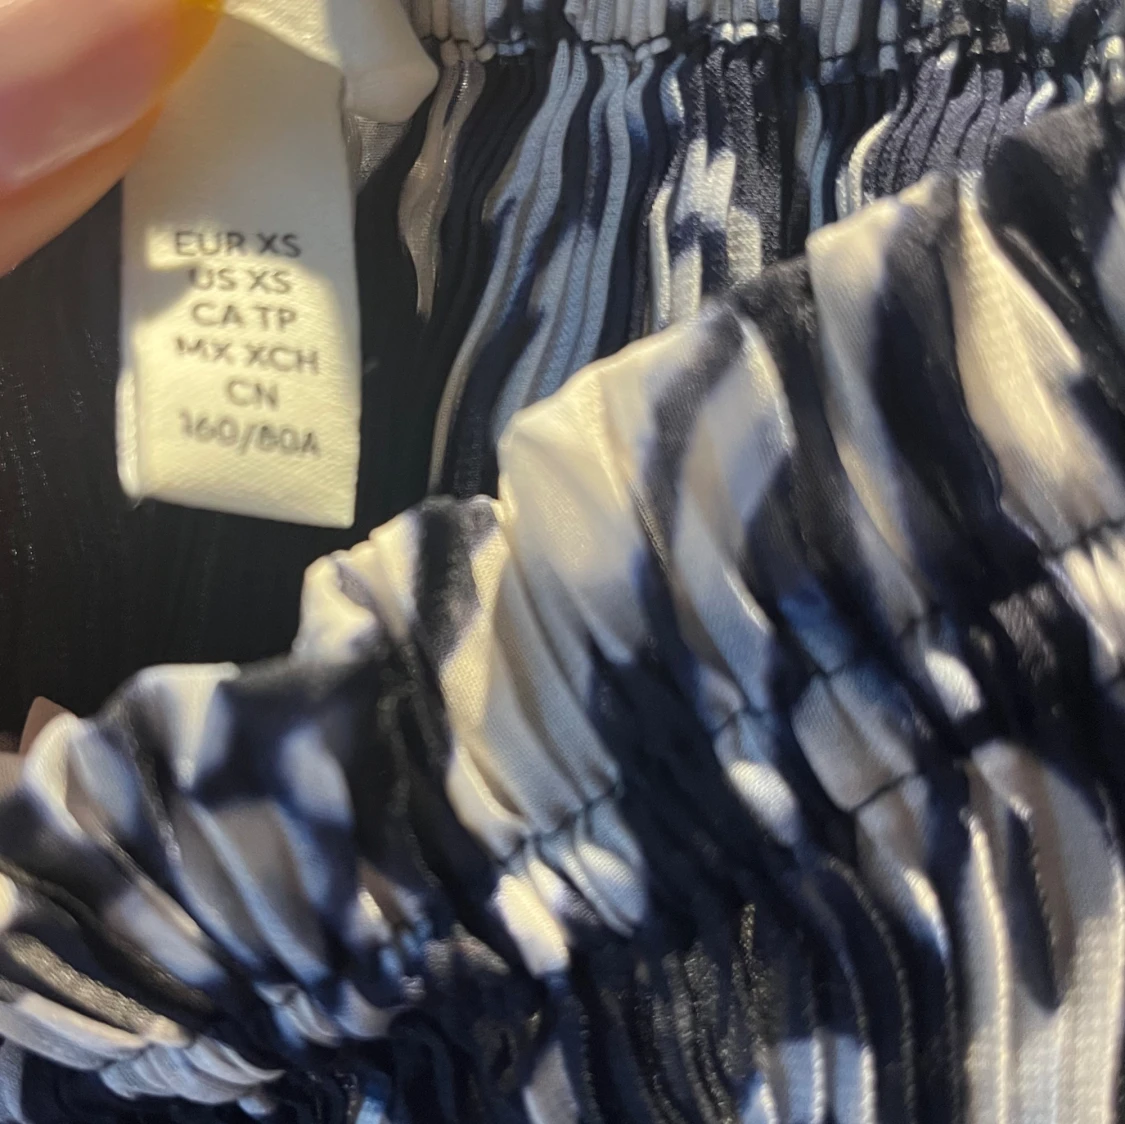 EUR XS
US XS
CA TP
MX XCH
CN
160/80A